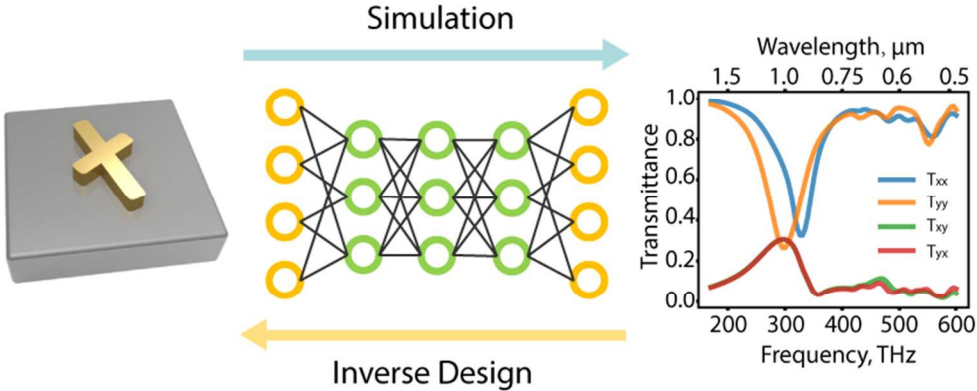 Simulation
Inverse Design
Wavelength, μm
1.5 1.0 0.75 0.6 0.5
Transmittance
1.0
0.8
0.6
0.4
0.2
0.0
Txx
Tyy
Txy
Tyx
200 300 400 500 600
Frequency, THz